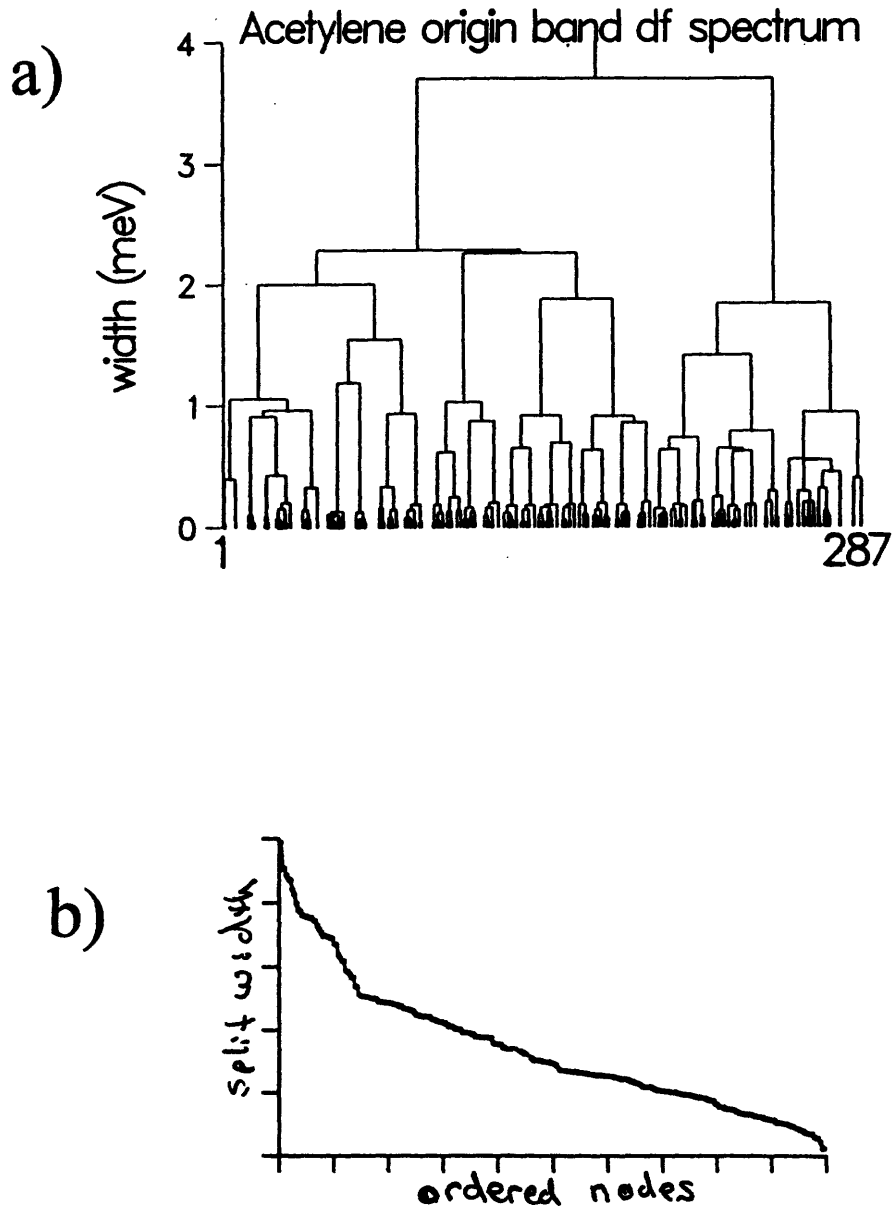 Acetylene origin band df spectrum
a)
4
3
2
1
0
width (meV)
1
287
b)
split width
ordered nodes